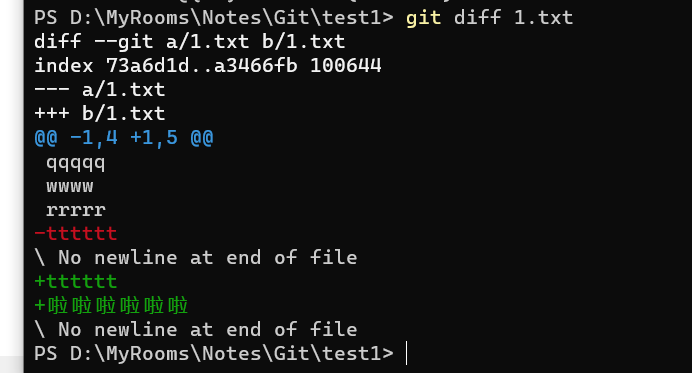 PS D:\MyRooms\Notes\Git\test1> git diff 1.txt
diff --git a/1.txt b/1.txt
index 73a6d1d..a3466fb 100644
--- a/1.txt
+++ b/1.txt
@@ -1,4 +1,5 @@
 qqqqq
 wwww
 rrrrr
-tttttt
\ No newline at end of file
+tttttt
+啦啦啦啦啦啦
\ No newline at end of file
PS D:\MyRooms\Notes\Git\test1>